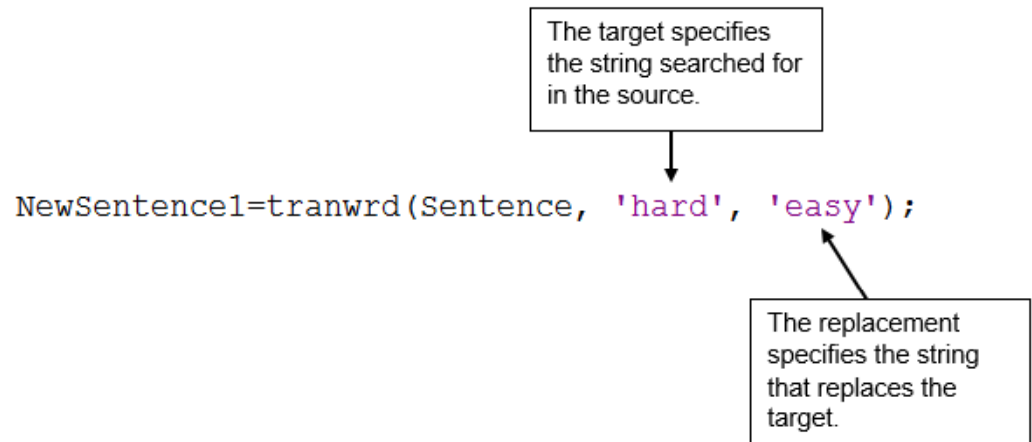 The target specifies
the string searched for
in the source.
NewSentence1=tranwrd(Sentence, 'hard', 'easy');
The replacement
specifies the string
that replaces the
target.